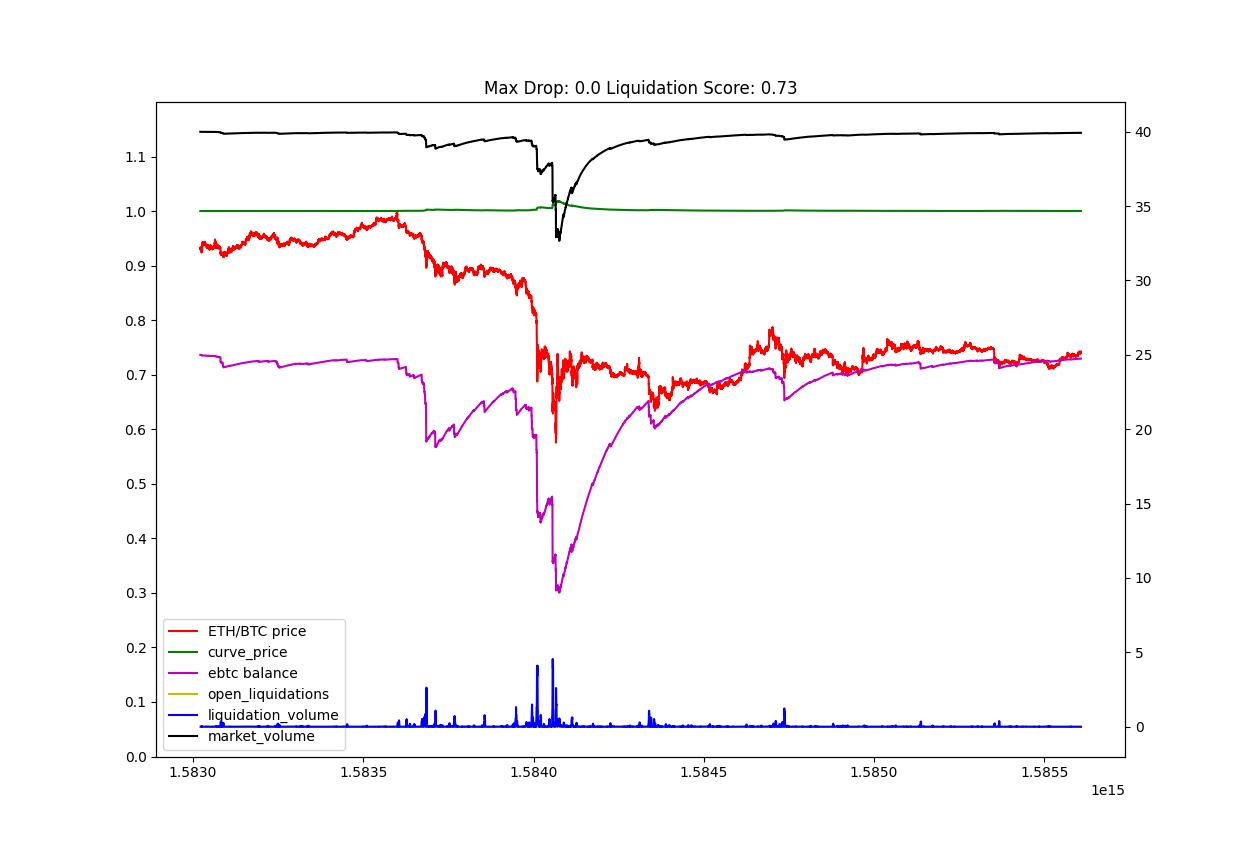 Max Drop: 0.0 Liquidation Score: 0.73
1.1
1.0
0.9
0.8
0.7
0.6
0.5
0.4
0.3
0.2
0.1
0.0
40
35
30
25
20
15
10
5
0
ETH/BTC price
curve_price
ebtc balance
open_liquidations
liquidation_volume
market_volume
1.5830 1.5835 1.5840 1.5845 1.5850 1.5855
1e15